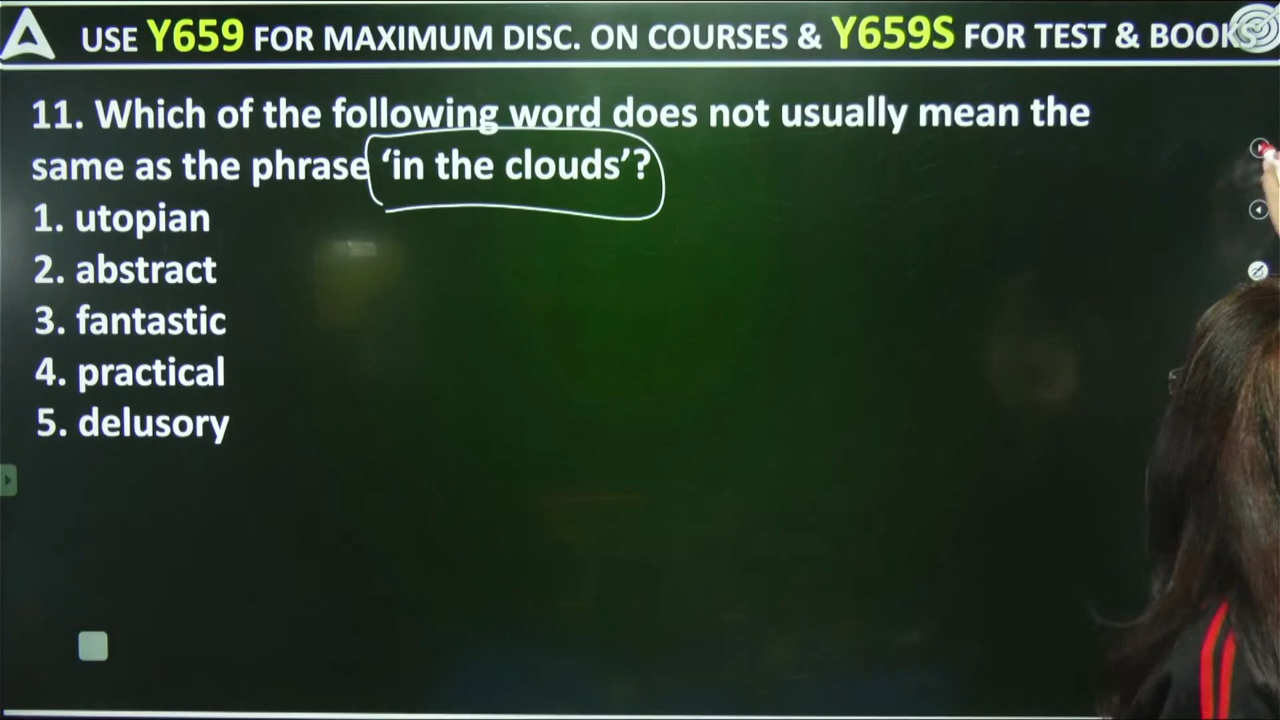 USE Y659 FOR MAXIMUM DISC. ON COURSES & Y659S FOR TEST & BOOKS
11. Which of the following word does not usually mean the
same as the phrase ‘in the clouds’?
1. utopian
2. abstract
3. fantastic
4. practical
5. delusory